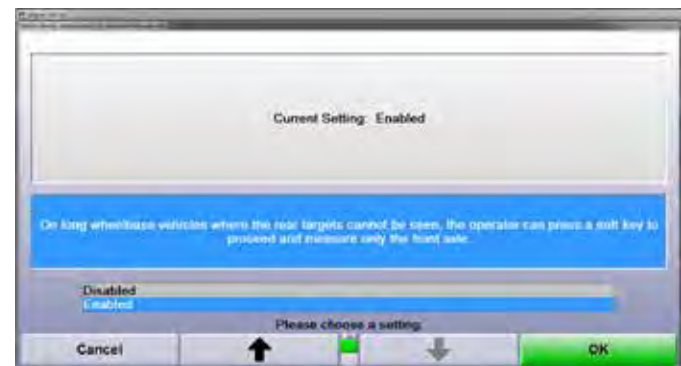 Current Setting: Enabled
On long wheelbase vehicles where the rear targets cannot be seen, the operator can press a soft key to
proceed and measure only the front axle.
Disabled
Enabled
Please choose a setting.
Cancel
OK